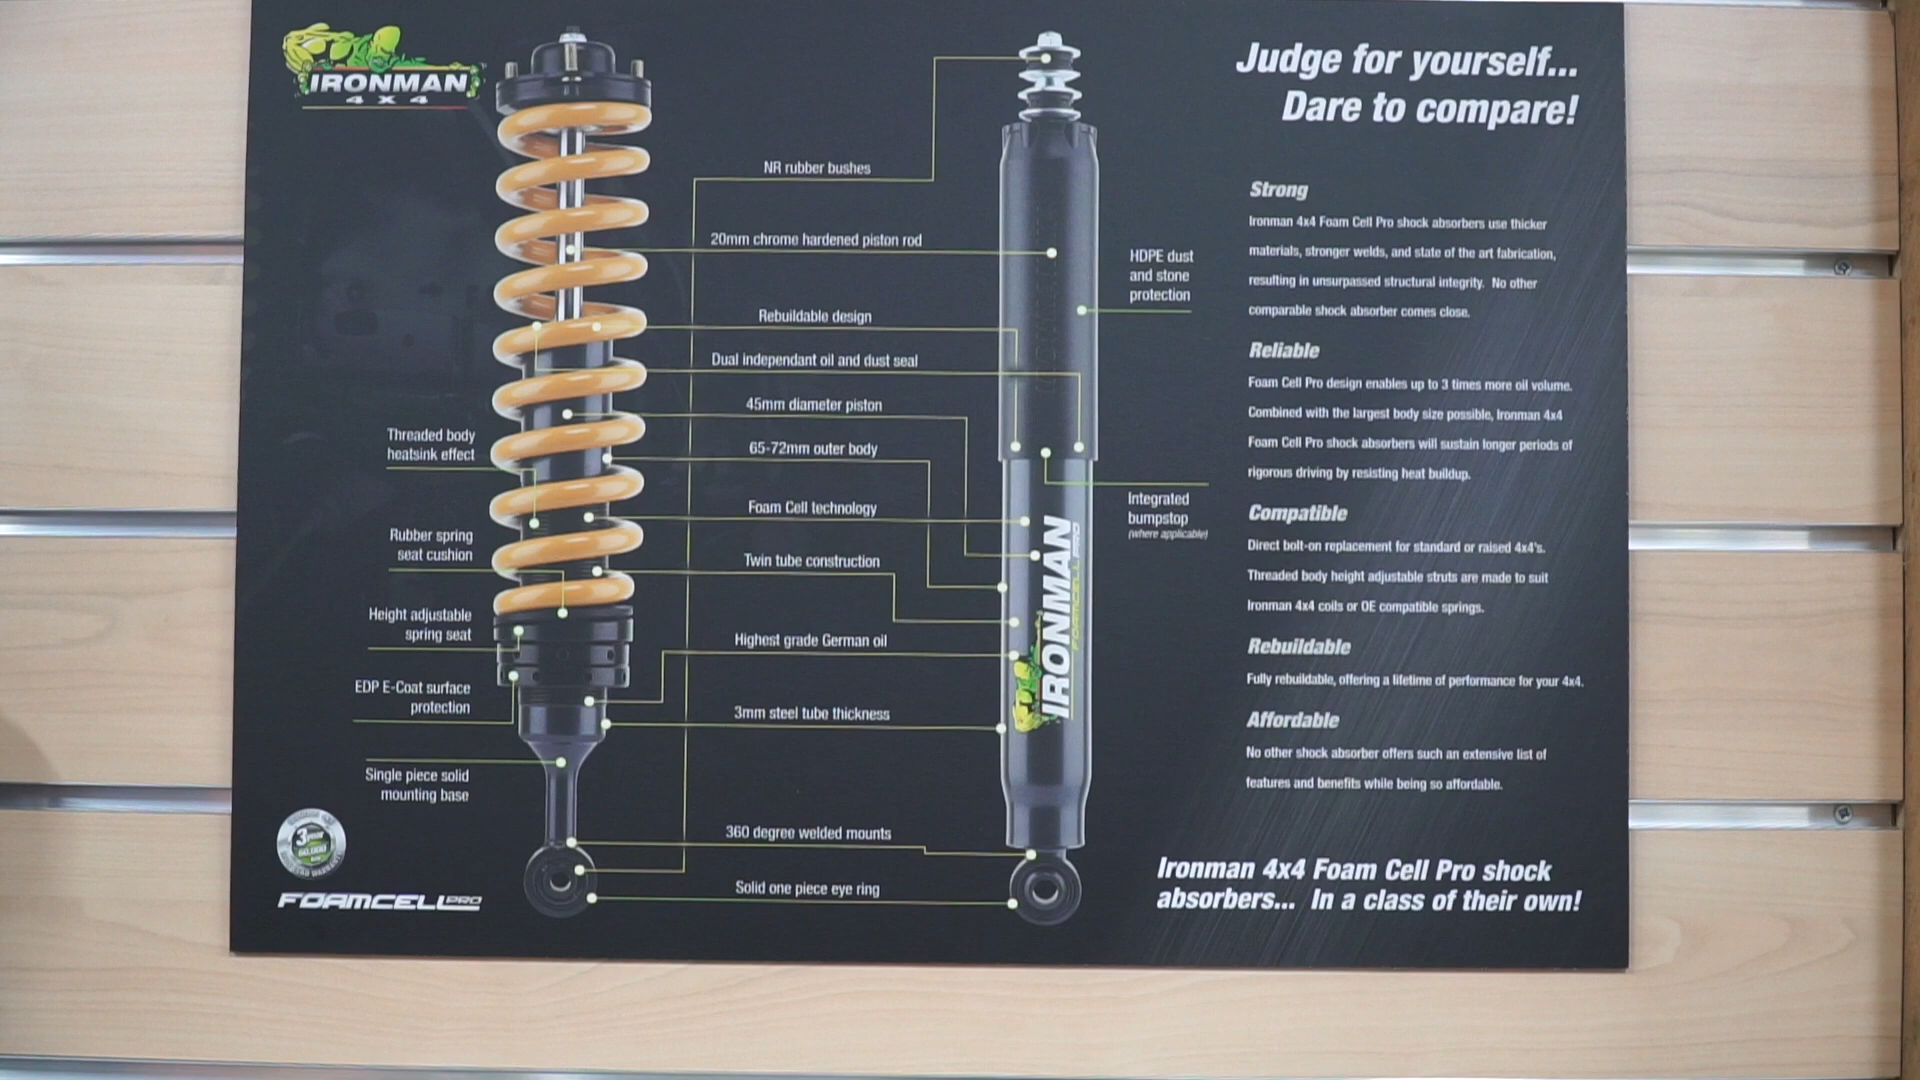 IRONMAN
4 X 4
Judge for yourself...
Dare to compare!
NR rubber bushes
20mm chrome hardened piston rod
Rebuildable design
Dual independant oil and dust seal
45mm diameter piston
65-72mm outer body
Foam Cell technology
Twin tube construction
Highest grade German oil
3mm steel tube thickness
360 degree welded mounts
Solid one piece eye ring
Threaded body
heatsink effect
Rubber spring
seat cushion
Height adjustable
spring seat
EDP E-Coat surface
protection
Single piece solid
mounting base
3 year
FOAMCELL PRO
HDPE dust
and stone
protection
Integrated
bumpstop
(where applicable)
IRONMAN
FOAMCELL PRO
Strong
Ironman 4x4 Foam Cell Pro shock absorbers use thicker
materials, stronger welds, and state of the art fabrication,
resulting in unsurpassed structural integrity. No other
comparable shock absorber comes close.
Reliable
Foam Cell Pro design enables up to 3 times more oil volume.
Combined with the largest body size possible, Ironman 4x4
Foam Cell Pro shock absorbers will sustain longer periods of
rigorous driving by resisting heat buildup.
Compatible
Direct bolt-on replacement for standard or raised 4x4's.
Threaded body height adjustable struts are made to suit
Ironman 4x4 coils or OE compatible springs.
Rebuildable
Fully rebuildable, offering a lifetime of performance for your 4x4.
Affordable
No other shock absorber offers such an extensive list of
features and benefits while being so affordable.
Ironman 4x4 Foam Cell Pro shock
absorbers... In a class of their own!